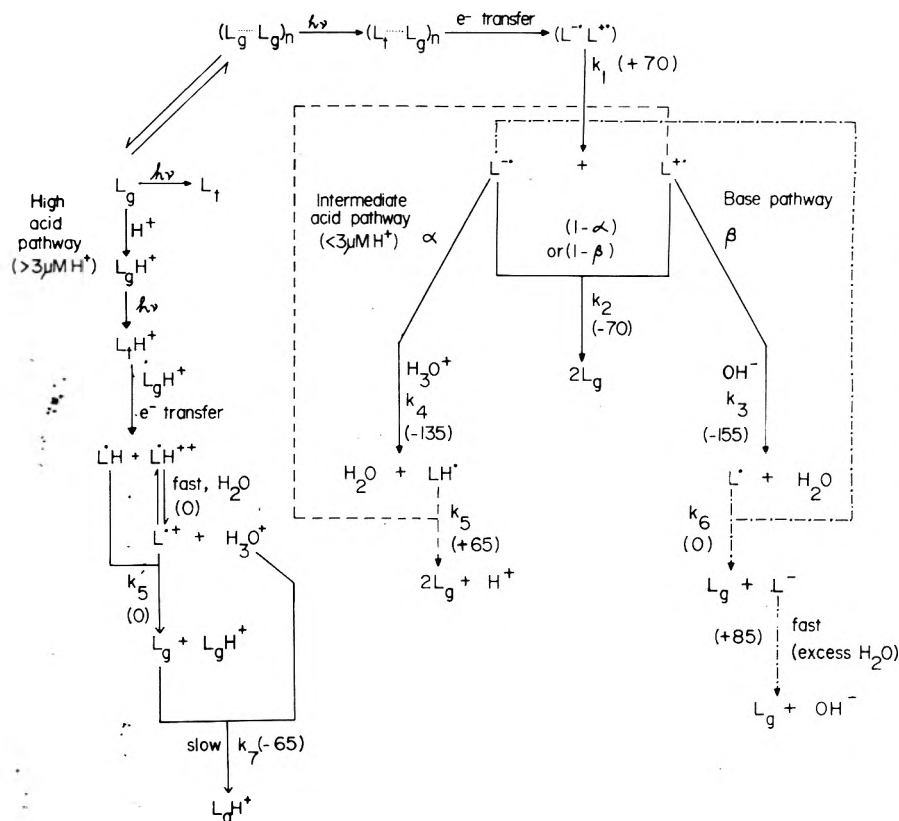 (Lg Lg)n hν (Lt Lg)n e⁻ transfer (L⁻• L⁺•)
k1 (+70)
L⁻• + L⁺•
Lg hν Lt
High acid pathway (>3μM H⁺)
H⁺
LgH⁺
hν
LtH⁺
LgH⁺
e⁻ transfer
L•H + L•H⁺⁺
fast, H2O
(0)
L•⁺ + H3O⁺
k5′
(0)
Lg + LgH⁺
slow k7 (-65)
LgH⁺
Intermediate acid pathway (<3μM H⁺) α
(1-α)
or (1-β)
k2
(-70)
2Lg
H3O⁺
k4
(-135)
H2O + LH•
k5
(+65)
2Lg + H⁺
Base pathway
β
OH⁻
k3
(-155)
L• + H2O
k6
(0)
Lg + L⁻
(+85) fast
(excess H2O)
Lg + OH⁻